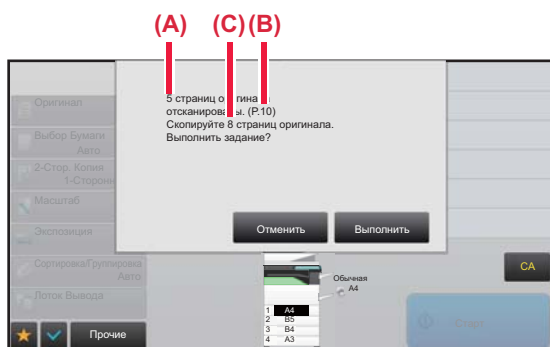 (A) (C) (B)
5 страниц оригинала
отсканированы. (P.10)
Скопируйте 8 страниц оригинала.
Выполнить задание?
Отменить Выполнить
Оригинал
Выбор Бумаги
Авто
2-Стор. Копия
1-Сторонн
Масштаб
Экспозиция
Сортировка/Группировка
Авто
Лоток Вывода
Прочие
Обычная
A4
1 A4
2 B5
3 B4
4 A3
CA
Старт